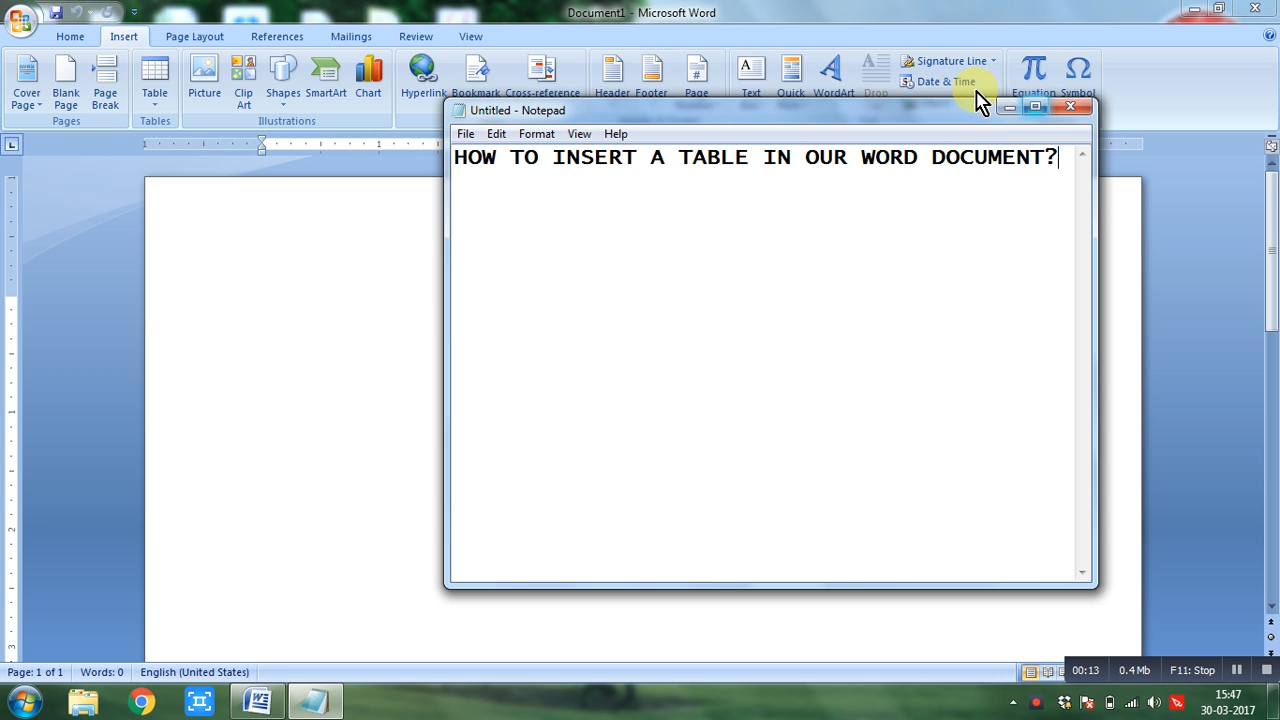 Document1 - Microsoft Word
Home Insert Page Layout References Mailings Review View
Cover Page Blank Page Page Break
Pages
Table
Tables
Picture Clip Art Shapes SmartArt Chart
Illustrations
Hyperlink Bookmark Cross-reference
Header Footer Page
Text Quick WordArt Drop
Signature Line
Date & Time
Equation Symbol
Untitled - Notepad
File Edit Format View Help
HOW TO INSERT A TABLE IN OUR WORD DOCUMENT?
Page: 1 of 1 Words: 0 English (United States)
00:13 0.4 Mb F11: Stop
15:47
30-03-2017